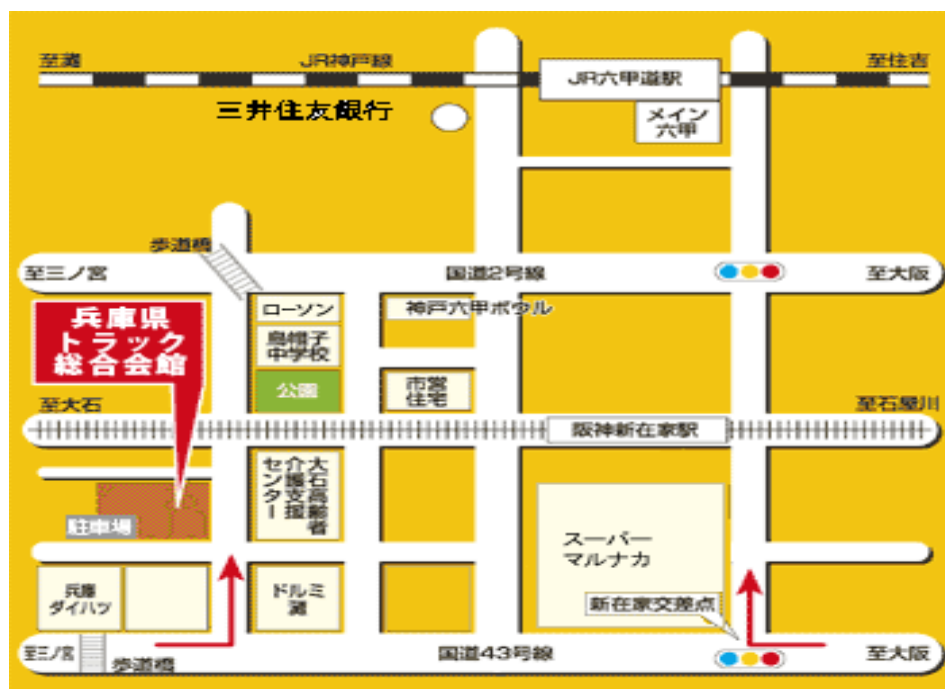 至灘
JR神戸線
至住吉
JR六甲道駅
三井住友銀行
メイン
六甲
歩道橋
至三ノ宮
国道2号線
至大阪
兵庫県
トラック
総合会館
ローソン
神戸六甲ボウル
烏帽子
中学校
公園
市営
住宅
至大石
至石屋川
阪神新在家駅
大石高齢者
介護支援
センター
駐車場
スーパー
マルナカ
兵庫
ダイハツ
ドルミ
灘
新在家交差点
至三ノ宮
歩道橋
国道43号線
至大阪